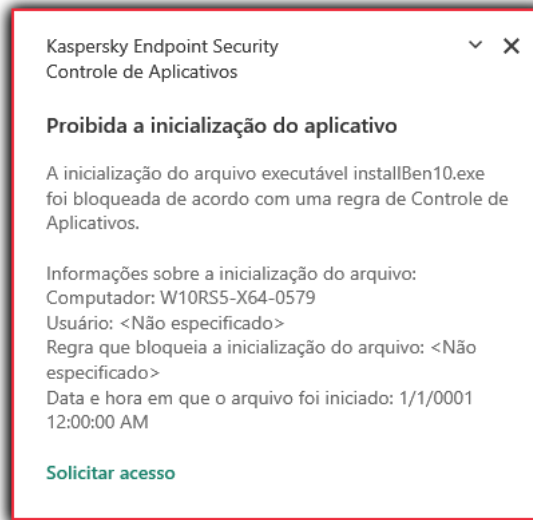 Kaspersky Endpoint Security
Controle de Aplicativos
Proibida a inicialização do aplicativo
A inicialização do arquivo executável installBen10.exe
foi bloqueada de acordo com uma regra de Controle de
Aplicativos.
Informações sobre a inicialização do arquivo:
Computador: W10RS5-X64-0579
Usuário: <Não especificado>
Regra que bloqueia a inicialização do arquivo: <Não
especificado>
Data e hora em que o arquivo foi iniciado: 1/1/0001
12:00:00 AM
Solicitar acesso